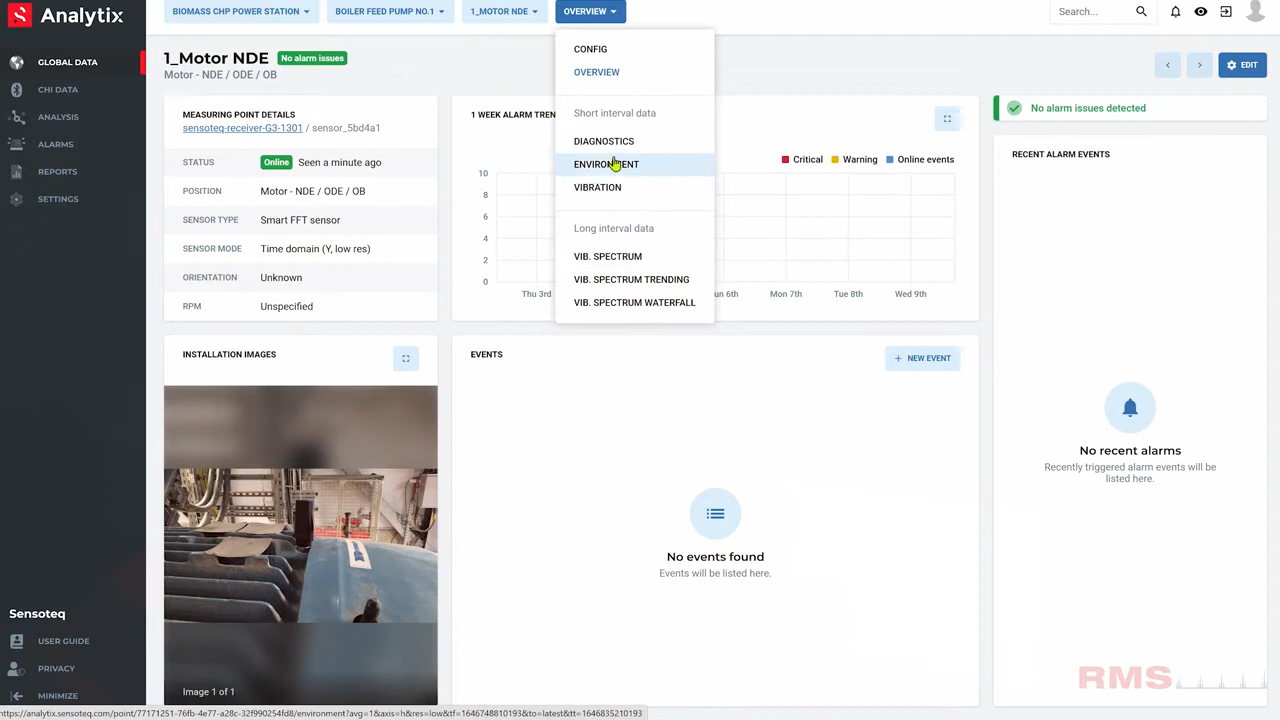 Analytix
BIOMASS CHP POWER STATION
BOILER FEED PUMP NO.1
1_MOTOR NDE
OVERVIEW
Search...
GLOBAL DATA
CHI DATA
ANALYSIS
ALARMS
REPORTS
SETTINGS
Sensoteq
USER GUIDE
PRIVACY
MINIMIZE
1_Motor NDE
No alarm issues
Motor - NDE / ODE / OB
EDIT
CONFIG
OVERVIEW
Short interval data
DIAGNOSTICS
ENVIRONMENT
VIBRATION
Long interval data
VIB. SPECTRUM
VIB. SPECTRUM TRENDING
VIB. SPECTRUM WATERFALL
MEASURING POINT DETAILS
sensoteq-receiver-G3-1301 / sensor_5bd4a1
STATUS Online Seen a minute ago
POSITION Motor - NDE / ODE / OB
SENSOR TYPE Smart FFT sensor
SENSOR MODE Time domain (Y, low res)
ORIENTATION Unknown
RPM Unspecified
1 WEEK ALARM TREN
Critical Warning Online events
10
8
6
4
2
0
Thu 3rd un 6th Mon 7th Tue 8th Wed 9th
No alarm issues detected
RECENT ALARM EVENTS
No recent alarms
Recently triggered alarm events will be
listed here.
INSTALLATION IMAGES
Image 1 of 1
EVENTS
NEW EVENT
No events found
Events will be listed here.
RMS
https://analytix.sensoteq.com/point/77171251-76fb-4e77-a28c-32f990254fd8/environment?avg=1&axis=h&res=low&tf=1646748810193&to=latest&tt=1646835210193